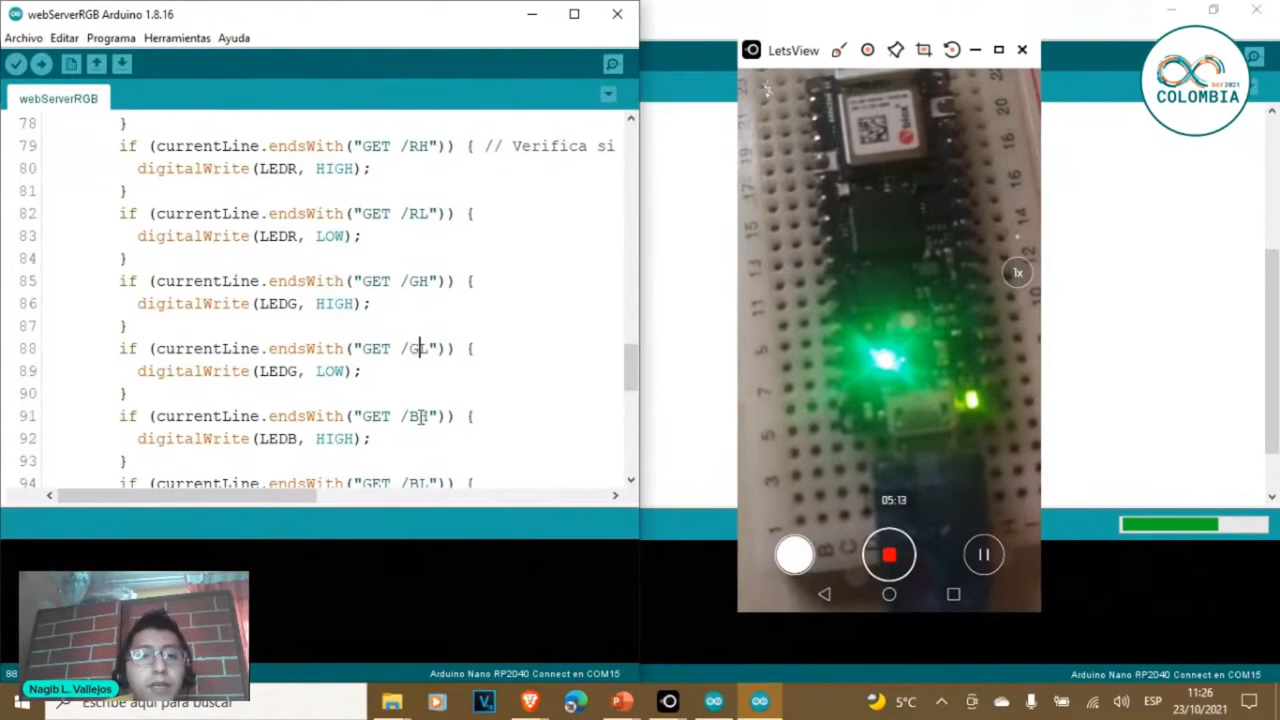 webServerRGB Arduino 1.8.16
Archivo Editar Programa Herramientas Ayuda
webServerRGB
78 }
79 if (currentLine.endsWith("GET /RH")) { // Verifica si
80 digitalWrite(LEDR, HIGH);
81 }
82 if (currentLine.endsWith("GET /RL")) {
83 digitalWrite(LEDR, LOW);
84 }
85 if (currentLine.endsWith("GET /GH")) {
86 digitalWrite(LEDG, HIGH);
87 }
88 if (currentLine.endsWith("GET /GL")) {
89 digitalWrite(LEDG, LOW);
90 }
91 if (currentLine.endsWith("GET /BH")) {
92 digitalWrite(LEDB, HIGH);
93 }
94 if (currentLine.endsWith("GET /BL")) {
88
Arduino Nano RP2040 Connect en COM15
Nagib L. Vallejos
LetsView
1x
05:13
DAY 2021
COLOMBIA
Arduino Nano RP2040 Connect en COM15
Escribe aquí para buscar
5°C
ESP
11:26
23/10/2021